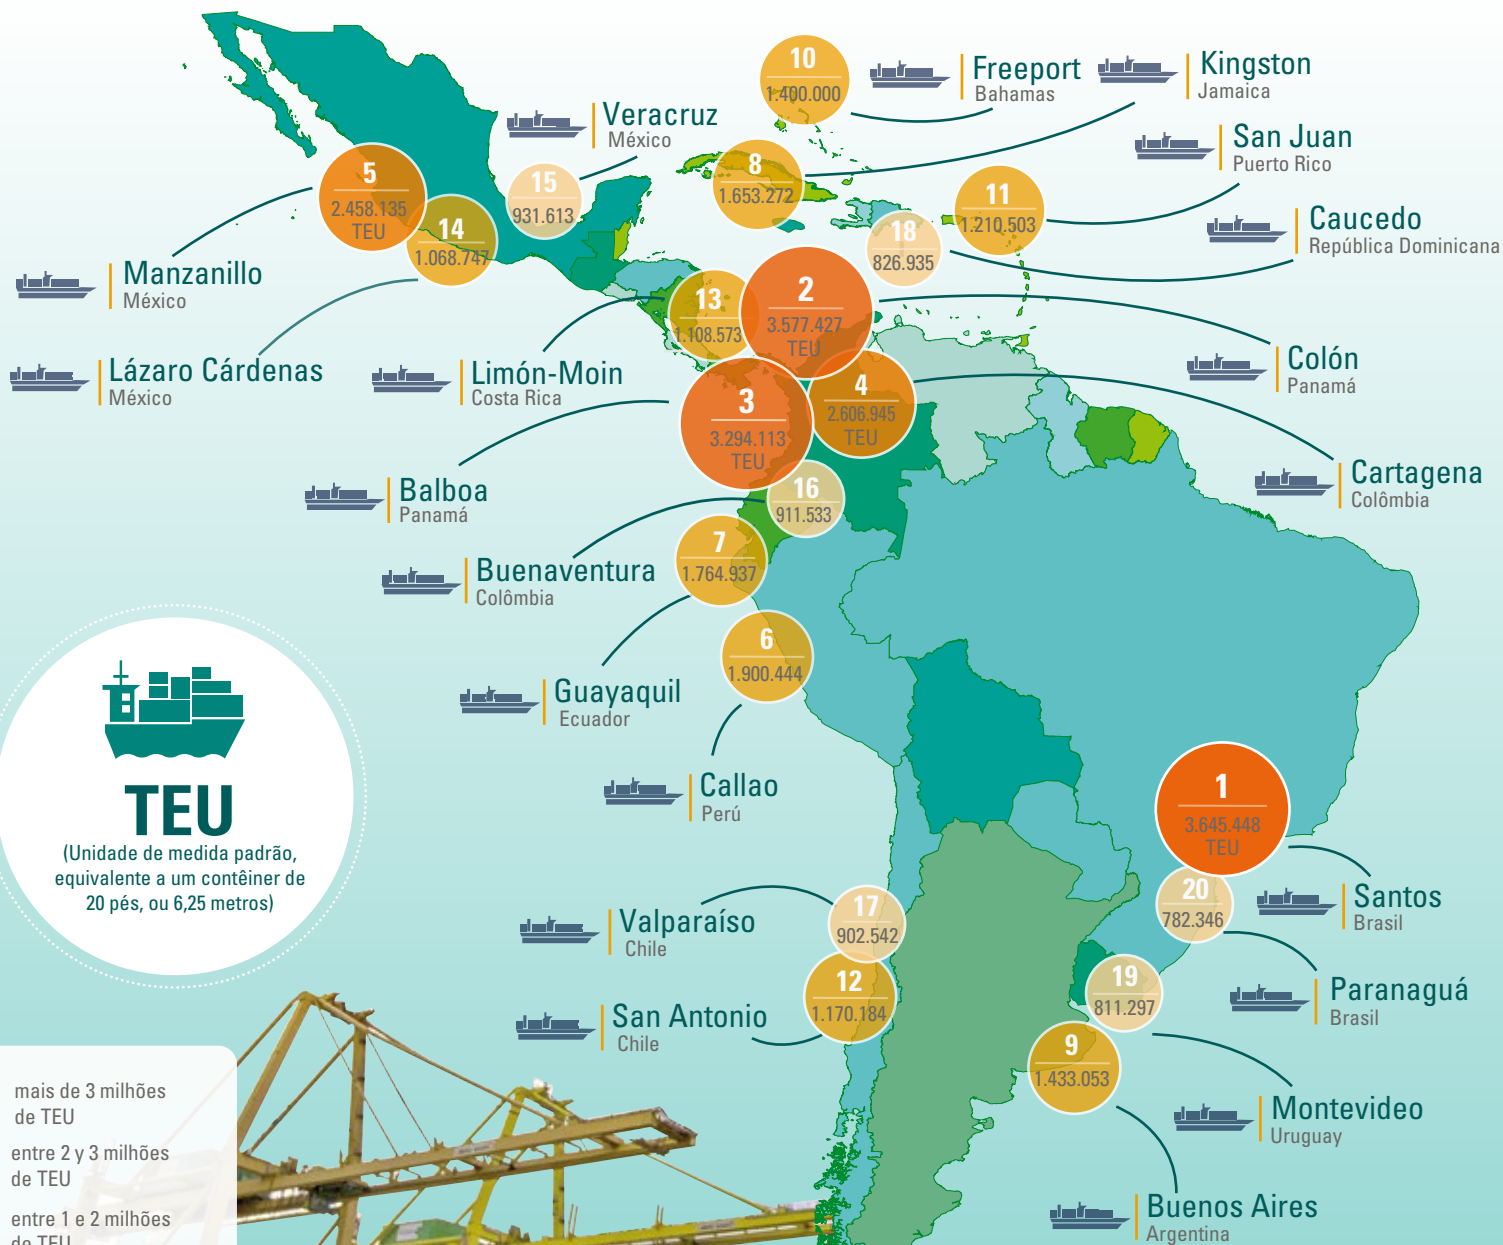 10
1.400.000
Freeport
Bahamas
Kingston
Jamaica
Veracruz
México
San Juan
Puerto Rico
5
2.458.135
TEU
15
931.613
8
1.653.272
11
1.210.503
14
1.068.747
18
826.935
Caucedo
República Dominicana
Manzanillo
México
13
1.108.573
2
3.577.427
TEU
Lázaro Cárdenas
México
Limón-Moin
Costa Rica
Colón
Panamá
3
3.294.113
TEU
4
2.606.945
TEU
Balboa
Panamá
16
911.533
Cartagena
Colômbia
7
1.764.937
Buenaventura
Colômbia
6
1.900.444
Guayaquil
Ecuador
Callao
Perú
TEU
(Unidade de medida padrão,
equivalente a um contêiner de
20 pés, ou 6,25 metros)
1
3.645.448
TEU
20
782.346
Santos
Brasil
17
902.542
Valparaíso
Chile
12
1.170.184
San Antonio
Chile
19
811.297
Paranaguá
Brasil
9
1.433.053
Montevideo
Uruguay
Buenos Aires
Argentina
mais de 3 milhões
de TEU
entre 2 y 3 milhões
de TEU
entre 1 e 2 milhões
de TEU